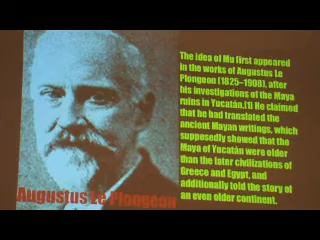 The idea of Mu first appeared
in the works of Augustus Le
Plongeon (1825–1908), after
his investigations of the Maya
ruins in Yucatán.(1) He claimed
that he had translated the
ancient Mayan writings, which
supposedly showed that the
Maya of Yucatán were older
than the later civilizations of
Greece and Egypt, and
additionally told the story of
an even older continent.
Augustus Le Plongeon